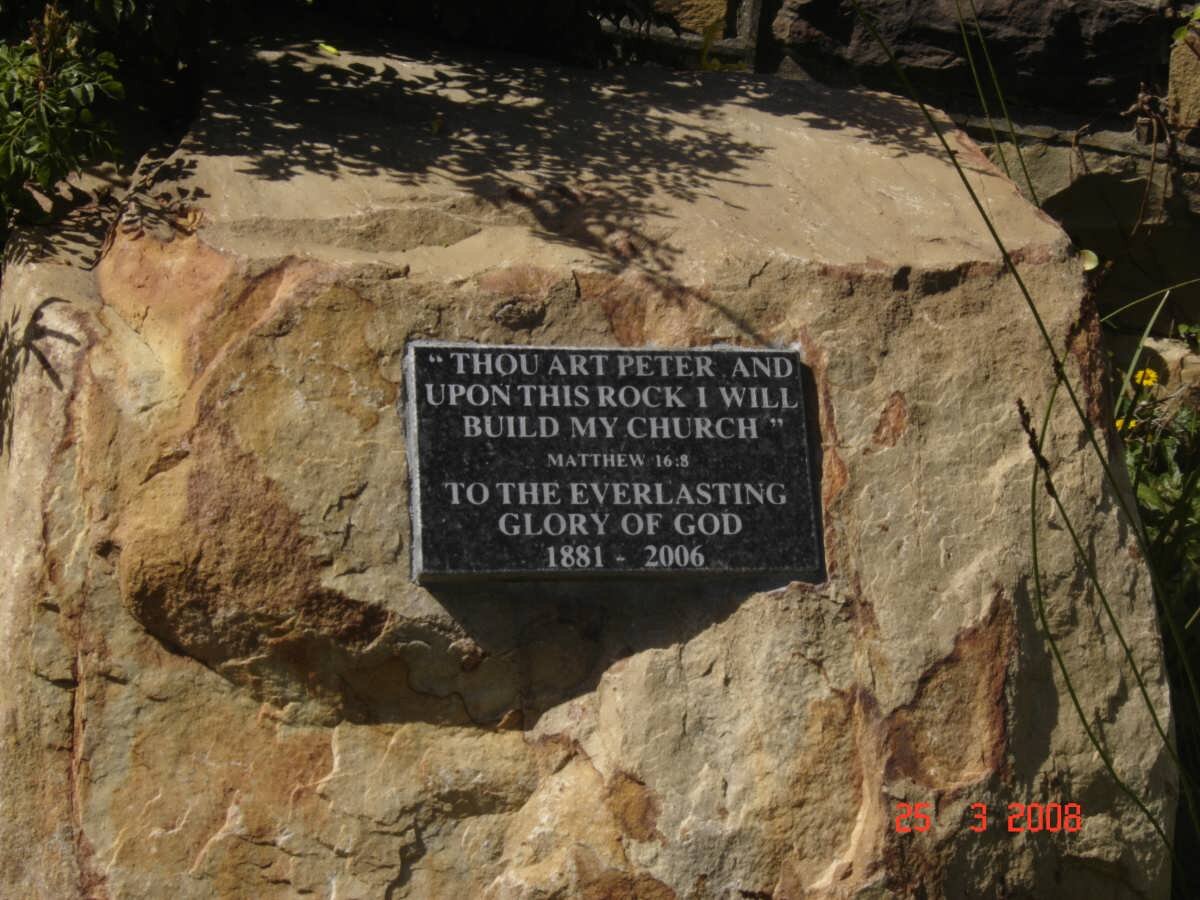 “ THOU ART PETER AND
UPON THIS ROCK I WILL
BUILD MY CHURCH ”
MATTHEW 16:8
TO THE EVERLASTING
GLORY OF GOD
1881 - 2006
25 3 2008